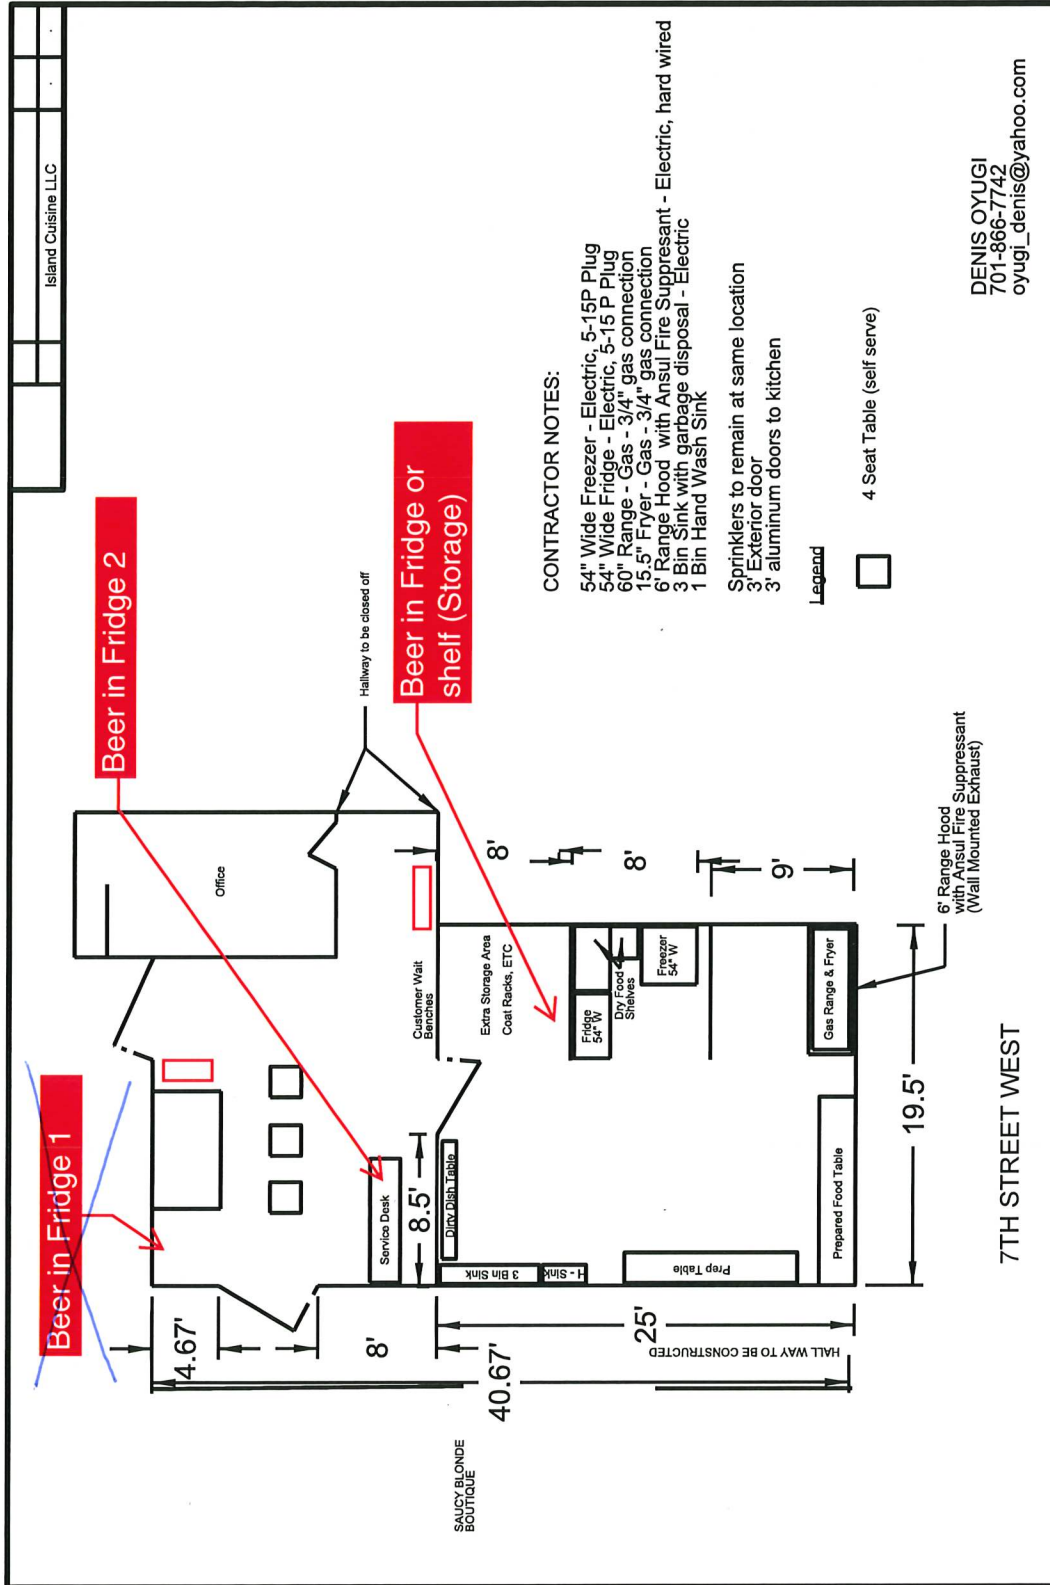 Island Cuisine LLC
Beer in Fridge 1
Beer in Fridge 2
Beer in Fridge or
shelf (Storage)
Office
Hallway to be closed off
Service Desk
Customer Wait
Benches
Extra Storage Area
Coat Racks, ETC
8.5'
Dirty Dish Table
3 Bin Sink
H - Sink
Prep Table
Prepared Food Table
Gas Range & Fryer
Fridge
54" W
Dry Food
Shelves
Freezer
54" W
8'
8'
9'
4.67'
8'
25'
40.67'
19.5'
HALL WAY TO BE CONSTRUCTED
SAUCY BLONDE
BOUTIQUE
6' Range Hood
with Ansul Fire Suppressant
(Wall Mounted Exhaust)
7TH STREET WEST
CONTRACTOR NOTES:
54" Wide Freezer - Electric, 5-15P Plug
54" Wide Fridge - Electric, 5-15 P Plug
60" Range - Gas - 3/4" gas connection
15.5" Fryer - Gas - 3/4" gas connection
6' Range Hood with Ansul Fire Suppresant - Electric, hard wired
3 Bin Sink with garbage disposal - Electric
1 Bin Hand Wash Sink
Sprinklers to remain at same location
3' Exterior door
3' aluminum doors to kitchen
Legend
4 Seat Table (self serve)
DENIS OYUGI
701-866-7742
oyugi_denis@yahoo.com